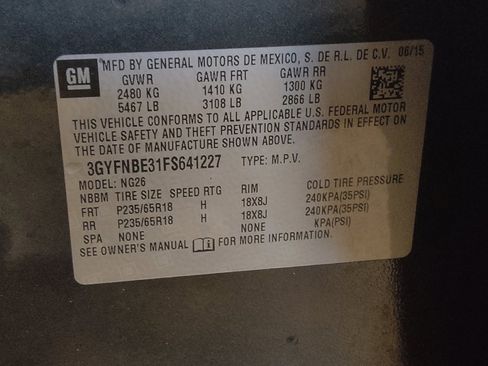 GM
MFD BY GENERAL MOTORS DE MEXICO, S. DE R.L. DE C.V. 06/15
GVWR GAWR FRT GAWR RR
2480 KG 1410 KG 1300 KG
5467 LB 3108 LB 2866 LB
THIS VEHICLE CONFORMS TO ALL APPLICABLE U.S. FEDERAL MOTOR
VEHICLE SAFETY AND THEFT PREVENTION STANDARDS IN EFFECT ON THE
DATE OF MANUFACTURE SHOWN ABOVE.
3GYFNBE31FS641227 TYPE: M.P.V.
MODEL: NG26
NBBM TIRE SIZE SPEED RTG RIM COLD TIRE PRESSURE
FRT P235/65R18 H 18X8J 240KPA(35PSI)
RR P235/65R18 H 18X8J 240KPA(35PSI)
SPA NONE NONE KPA(PSI)
SEE OWNER'S MANUAL FOR MORE INFORMATION.